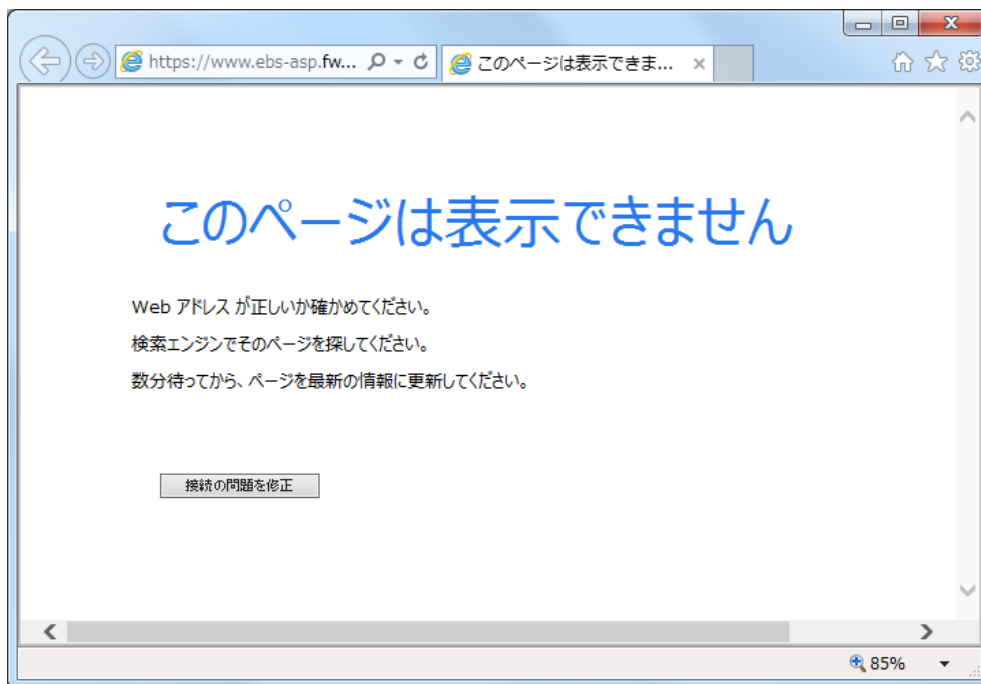 https://www.ebs-asp.fw...
このページは表示できま...
このページは表示できません
Web アドレス が正しいか確かめてください。
検索エンジンでそのページを探してください。
数分待ってから、ページを最新の情報に更新してください。
接続の問題を修正
85%